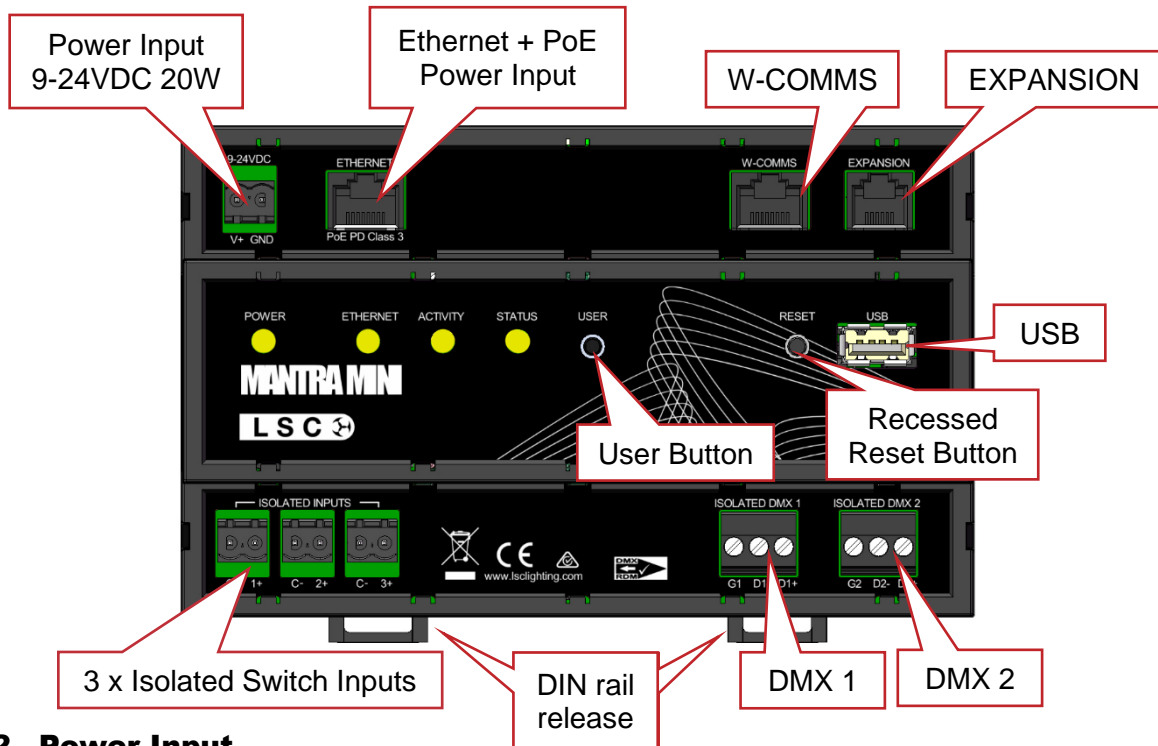 Power Input
9-24VDC 20W
Ethernet + PoE
Power Input
W-COMMS
EXPANSION
9-24VDC
ETHERNET
W-COMMS
EXPANSION
V+ GND
PoE PD Class 3
POWER
ETHERNET
ACTIVITY
STATUS
USER
RESET
USB
USB
MANTRA MINI
LSC
User Button
Recessed
Reset Button
ISOLATED INPUTS
ISOLATED DMX 1
ISOLATED DMX 2
CE
www.lsclighting.com
DMX
RDM
1+
C- 2+
C- 3+
G1 D1 D1+
G2 D2-
3 x Isolated Switch Inputs
DIN rail
release
DMX 1
DMX 2
Power Input